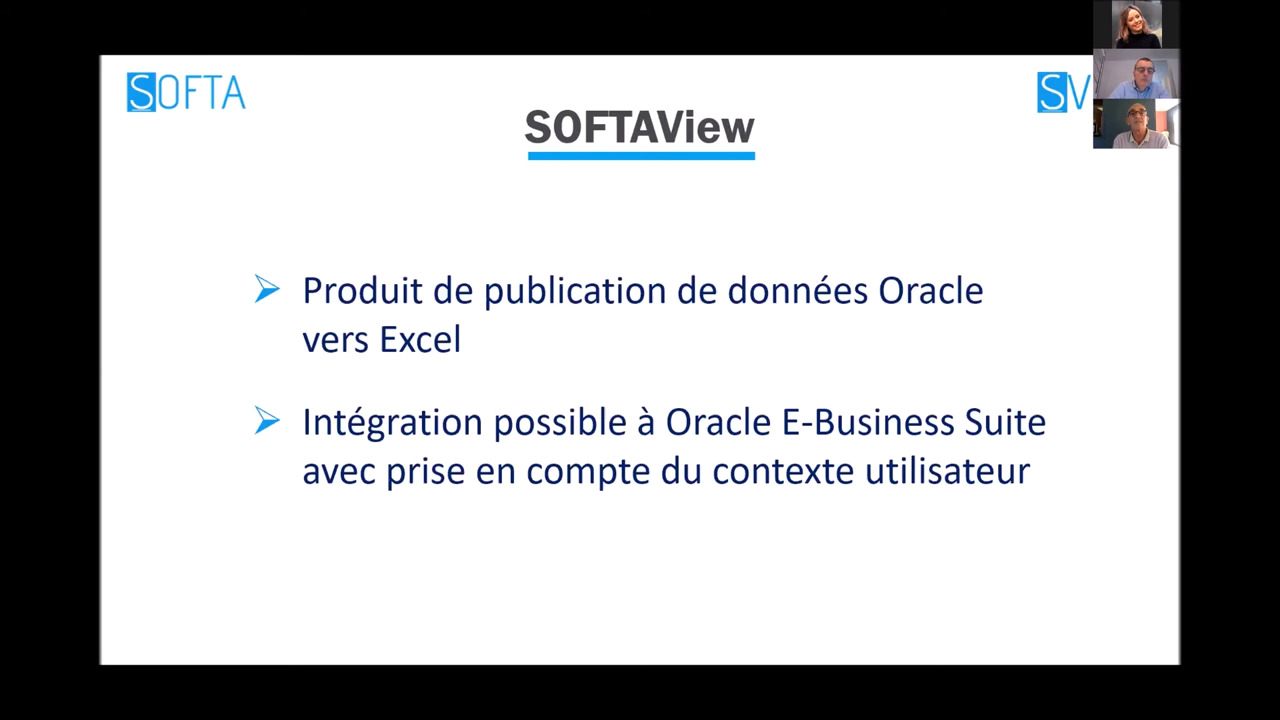 SOFTA
SV
SOFTAView
Produit de publication de données Oracle
vers Excel
Intégration possible à Oracle E-Business Suite
avec prise en compte du contexte utilisateur